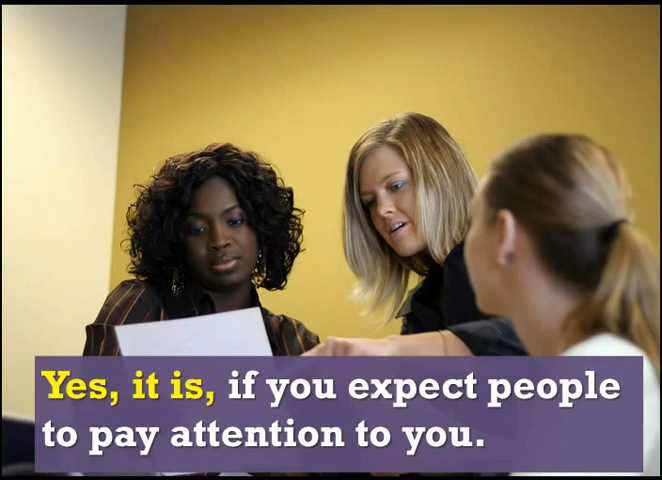 Yes, it is, if you expect people
to pay attention to you.